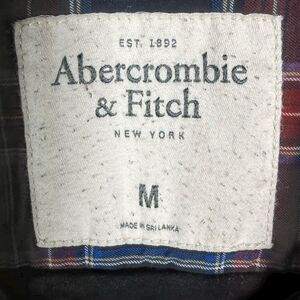 EST. 1892
Abercrombie
& Fitch
NEW YORK
M
MADE IN SRI LANKA